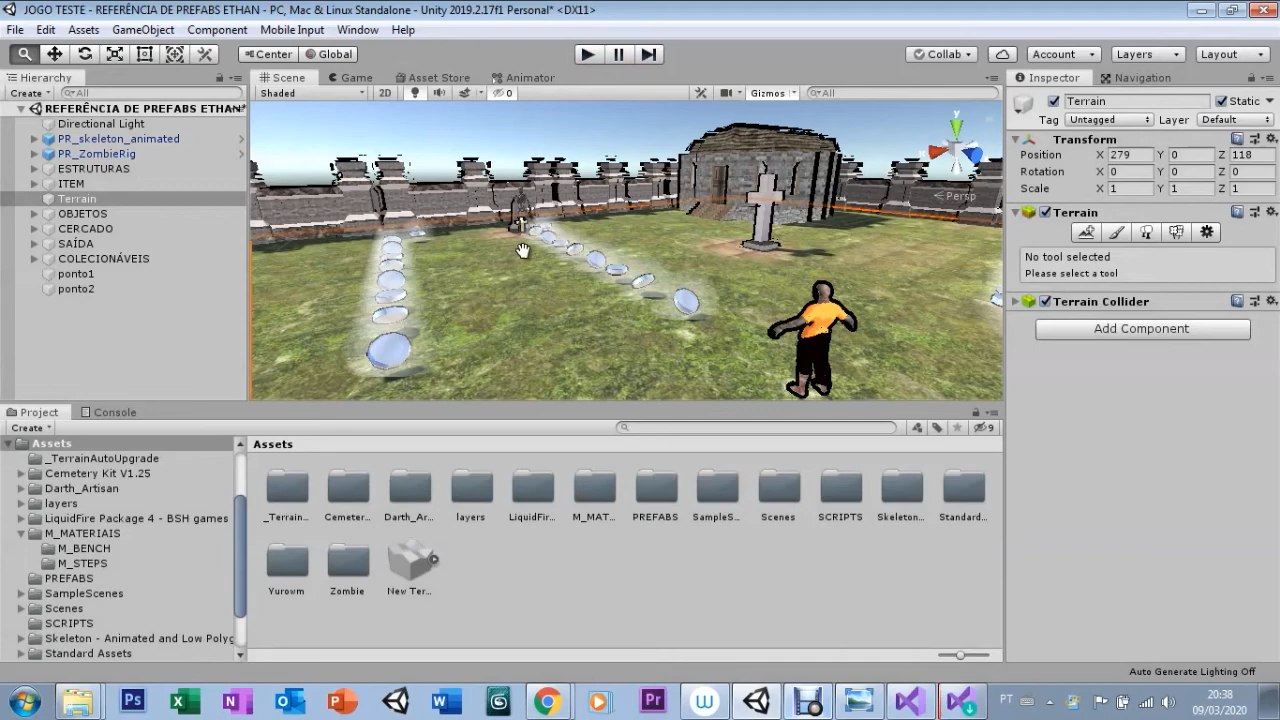 JOGO TESTE - REFERÊNCIA DE PREFABS ETHAN - PC, Mac & Linux Standalone - Unity 2019.2.17f1 Personal* <DX11>
File Edit Assets GameObject Component Mobile Input Window Help
Center Global Collab Account Layers Layout
Hierarchy Scene Game Asset Store Animator Inspector Navigation
Create All Shaded 2D 0 Gizmos All
REFERÊNCIA DE PREFABS ETHAN*
Directional Light
PR_skeleton_animated
PR_ZombieRig
ESTRUTURAS
ITEM
Terrain
OBJETOS
CERCADO
SAÍDA
COLECIONÁVEIS
ponto1
ponto2
y
Persp
Terrain Static
Tag Untagged Layer Default
Transform
Position X 279 Y 0 Z 118
Rotation X 0 Y 0 Z 0
Scale X 1 Y 1 Z 1
Terrain
No tool selected
Please select a tool
Terrain Collider
Add Component
Project Console
Create 9
Assets
_TerrainAutoUpgrade
Cemetery Kit V1.25
Darth_Artisan
layers
LiquidFire Package 4 - BSH games
M_MATERIAIS
M_BENCH
M_STEPS
PREFABS
SampleScenes
Scenes
SCRIPTS
Skeleton - Animated and Low Polyg
Standard Assets
Assets
_Terrain... Cemeter... Darth_Ar... layers LiquidFir... M_MAT... PREFABS SampleS... Scenes SCRIPTS Skeleton... Standard...
Yurowm Zombie New Ter...
Auto Generate Lighting Off
Ps X N O P W S W Pr W PT 20:38
09/03/2020